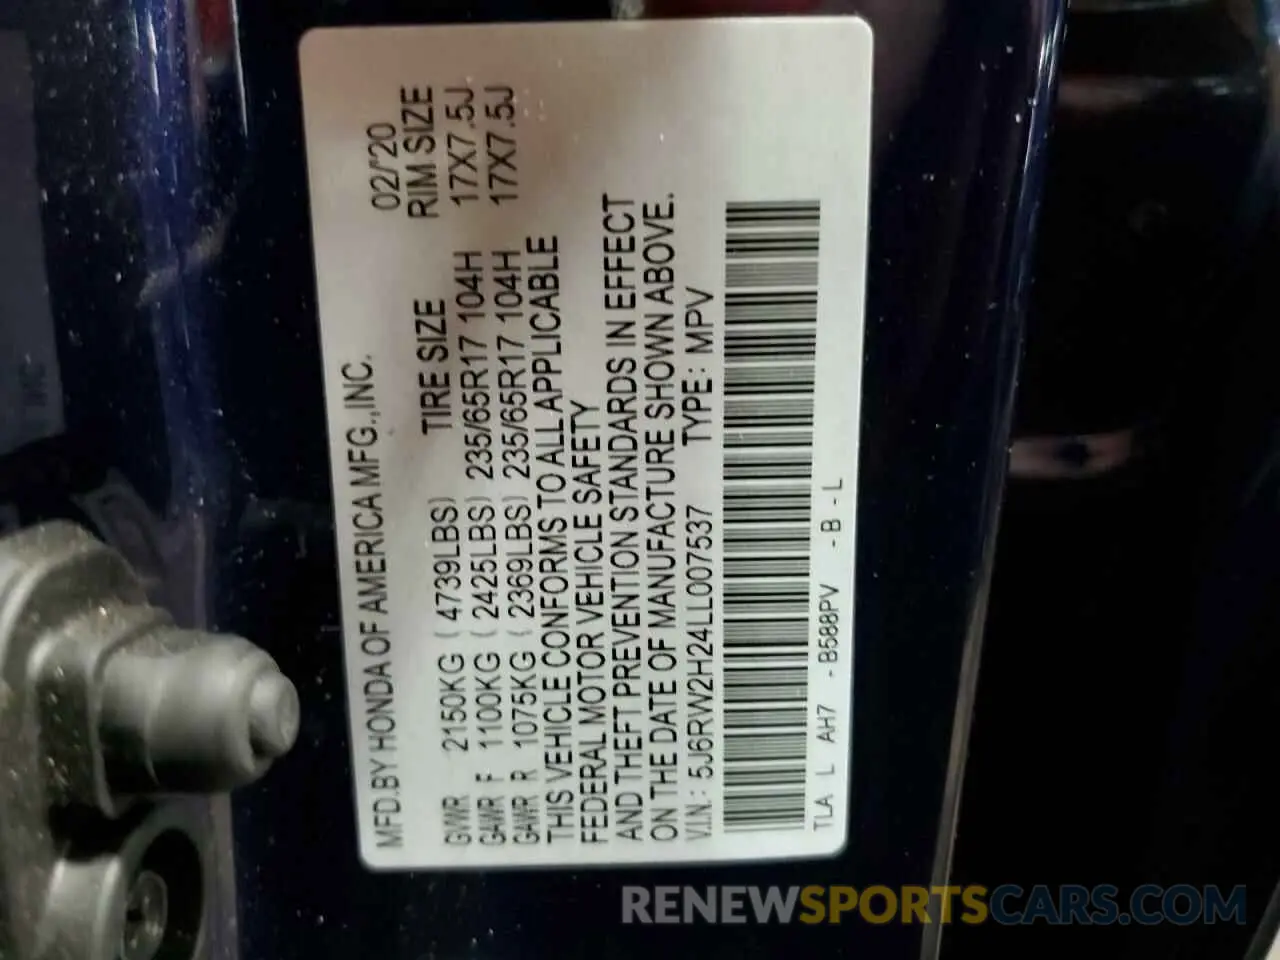 MFD.BY HONDA OF AMERICA MFG.,INC. 02/'20
TIRE SIZE RIM SIZE
GVWR 2150KG ( 4739LBS)
GAWR F 1100KG ( 2425LBS) 235/65R17 104H 17X7.5J
GAWR R 1075KG ( 2369LBS) 235/65R17 104H 17X7.5J
THIS VEHICLE CONFORMS TO ALL APPLICABLE
FEDERAL MOTOR VEHICLE SAFETY
AND THEFT PREVENTION STANDARDS IN EFFECT
ON THE DATE OF MANUFACTURE SHOWN ABOVE.
V.I.N.: 5J6RW2H24LL007537 TYPE: MPV
TLA L AH7 - B588PV - B - L
RENEWSPORTSCARS.COM